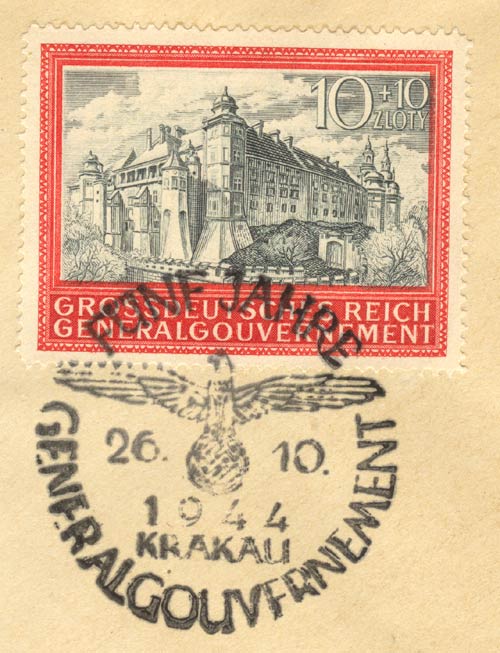 10+10
ZLOTY
GROSSDEUTSCHES REICH
GENERALGOUVERNEMENT
FÜNF JAHRE
26. 10.
1944
KRAKAU
GENERALGOUVERNEMENT